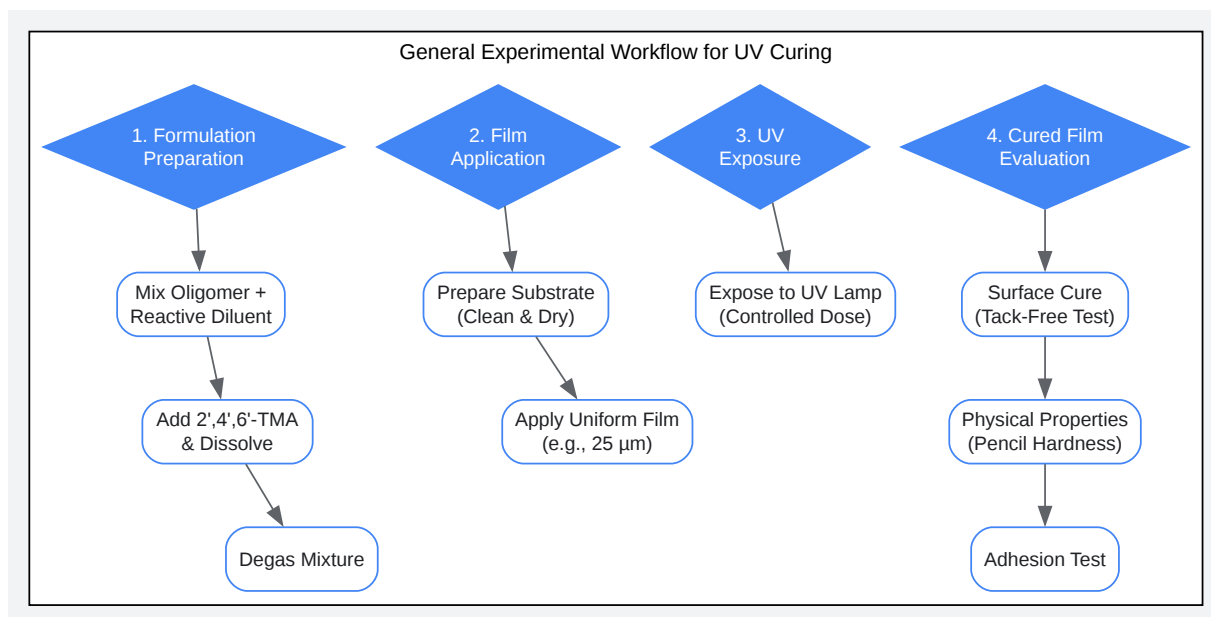 General Experimental Workflow for UV Curing
1. Formulation
Preparation
Mix Oligomer +
Reactive Diluent
Add 2',4',6'-TMA
& Dissolve
Degas Mixture
2. Film
Application
Prepare Substrate
(Clean & Dry)
Apply Uniform Film
(e.g., 25 µm)
3. UV
Exposure
Expose to UV Lamp
(Controlled Dose)
4. Cured Film
Evaluation
Surface Cure
(Tack-Free Test)
Physical Properties
(Pencil Hardness)
Adhesion Test